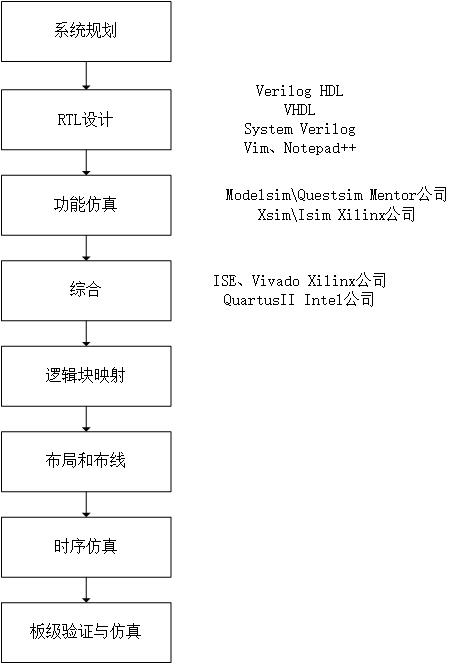 系统规划
RTL设计
Verilog HDL
VHDL
System Verilog
Vim、Notepad++
功能仿真
Modelsim\Questsim Mentor公司
Xsim\Isim Xilinx公司
综合
ISE、Vivado Xilinx公司
QuartusII Intel公司
逻辑块映射
布局和布线
时序仿真
板级验证与仿真